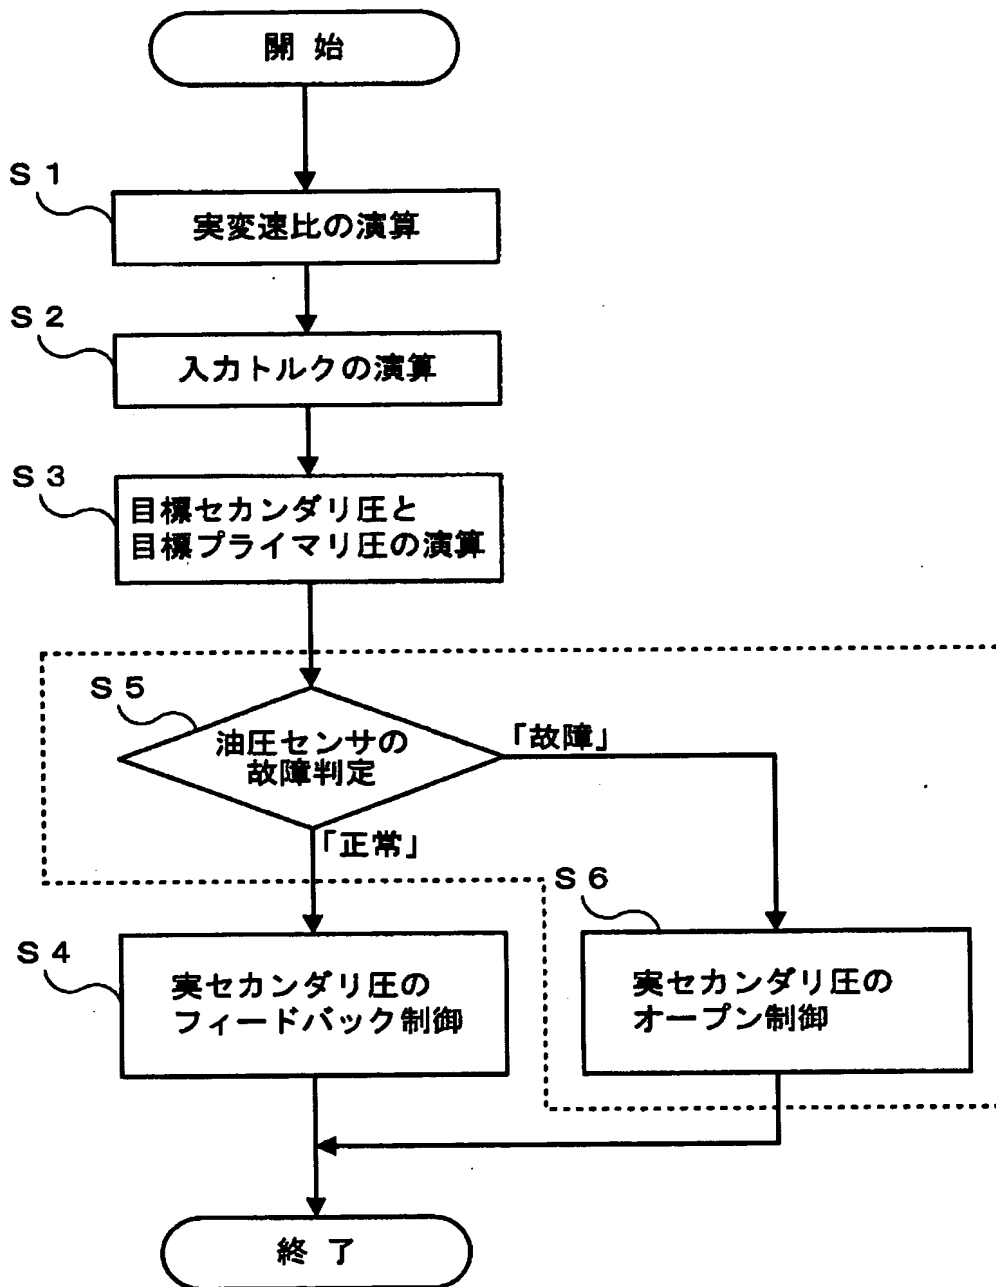 開 始
S 1
実変速比の演算
S 2
入力トルクの演算
S 3
目標セカンダリ圧と
目標プライマリ圧の演算
S 5
油圧センサの
故障判定
「故障」
「正常」
S 6
S 4
実セカンダリ圧の
フィードバック制御
実セカンダリ圧の
オープン制御
終 了